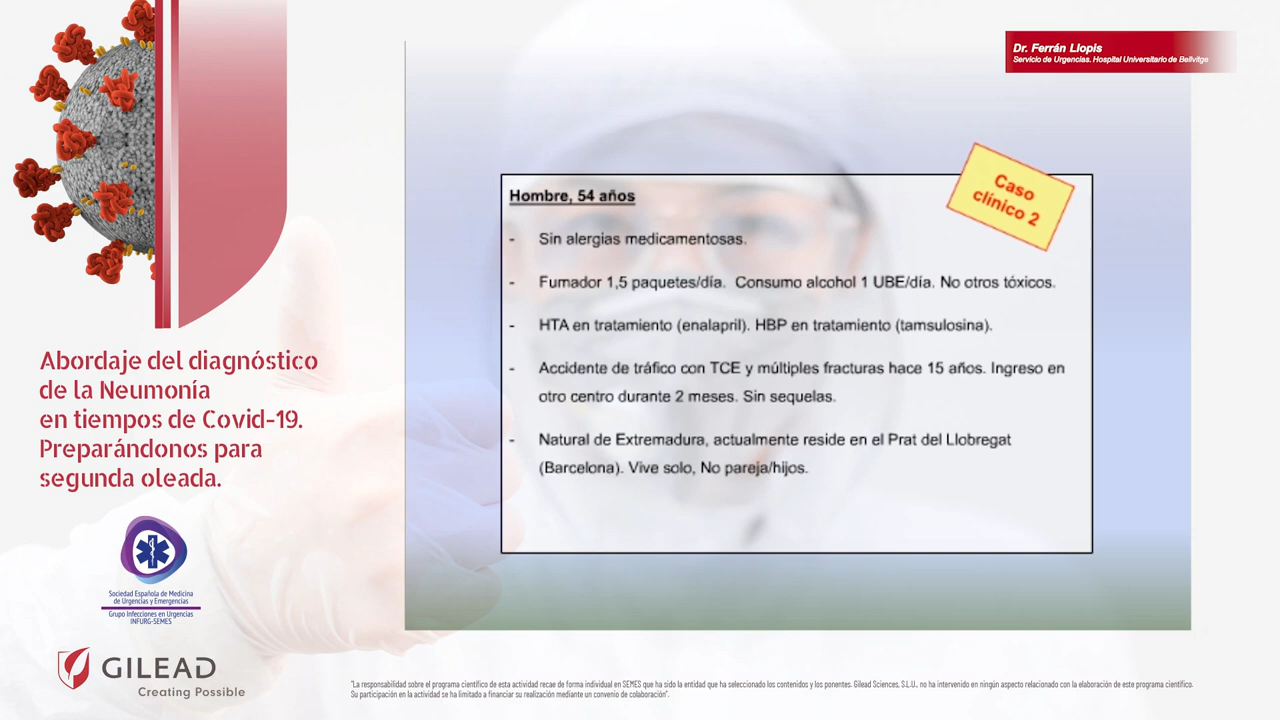 Dr. Ferrán Llopis
Servicio de Urgencias. Hospital Universitario de Bellvitge
Caso
clínico 2
Hombre, 54 años
- Sin alergias medicamentosas.
- Fumador 1,5 paquetes/día. Consumo alcohol 1 UBE/día. No otros tóxicos.
- HTA en tratamiento (enalapril). HBP en tratamiento (tamsulosina).
- Accidente de tráfico con TCE y múltiples fracturas hace 15 años. Ingreso en
otro centro durante 2 meses. Sin sequelas.
- Natural de Extremadura, actualmente reside en el Prat del Llobregat
(Barcelona). Vive solo, No pareja/hijos.
Abordaje del diagnóstico
de la Neumonía
en tiempos de Covid-19.
Preparándonos para
segunda oleada.
Sociedad Española de Medicina
de Urgencias y Emergencias
Grupo Infecciones en Urgencias
INFURG-SEMES
GILEAD
Creating Possible
"La responsabilidad sobre el programa científico de esta actividad recae de forma individual en SEMES que ha sido la entidad que ha seleccionado los contenidos y los ponentes. Gilead Sciences, S.L.U., no ha intervenido en ningún aspecto relacionado con la elaboración de este programa científico.
Su participación en la actividad se ha limitado a financiar su realización mediante un convenio de colaboración".